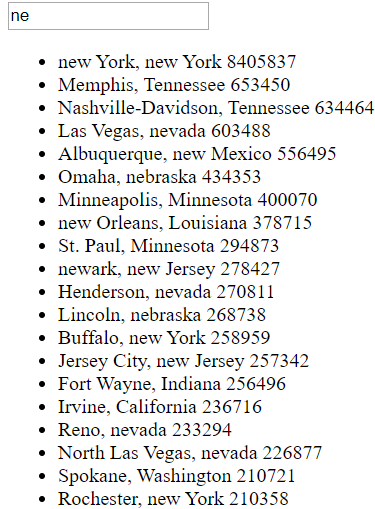 ne
new York, new York 8405837
Memphis, Tennessee 653450
Nashville-Davidson, Tennessee 634464
Las Vegas, nevada 603488
Albuquerque, new Mexico 556495
Omaha, nebraska 434353
Minneapolis, Minnesota 400070
new Orleans, Louisiana 378715
St. Paul, Minnesota 294873
newark, new Jersey 278427
Henderson, nevada 270811
Lincoln, nebraska 268738
Buffalo, new York 258959
Jersey City, new Jersey 257342
Fort Wayne, Indiana 256496
Irvine, California 236716
Reno, nevada 233294
North Las Vegas, nevada 226877
Spokane, Washington 210721
Rochester, new York 210358